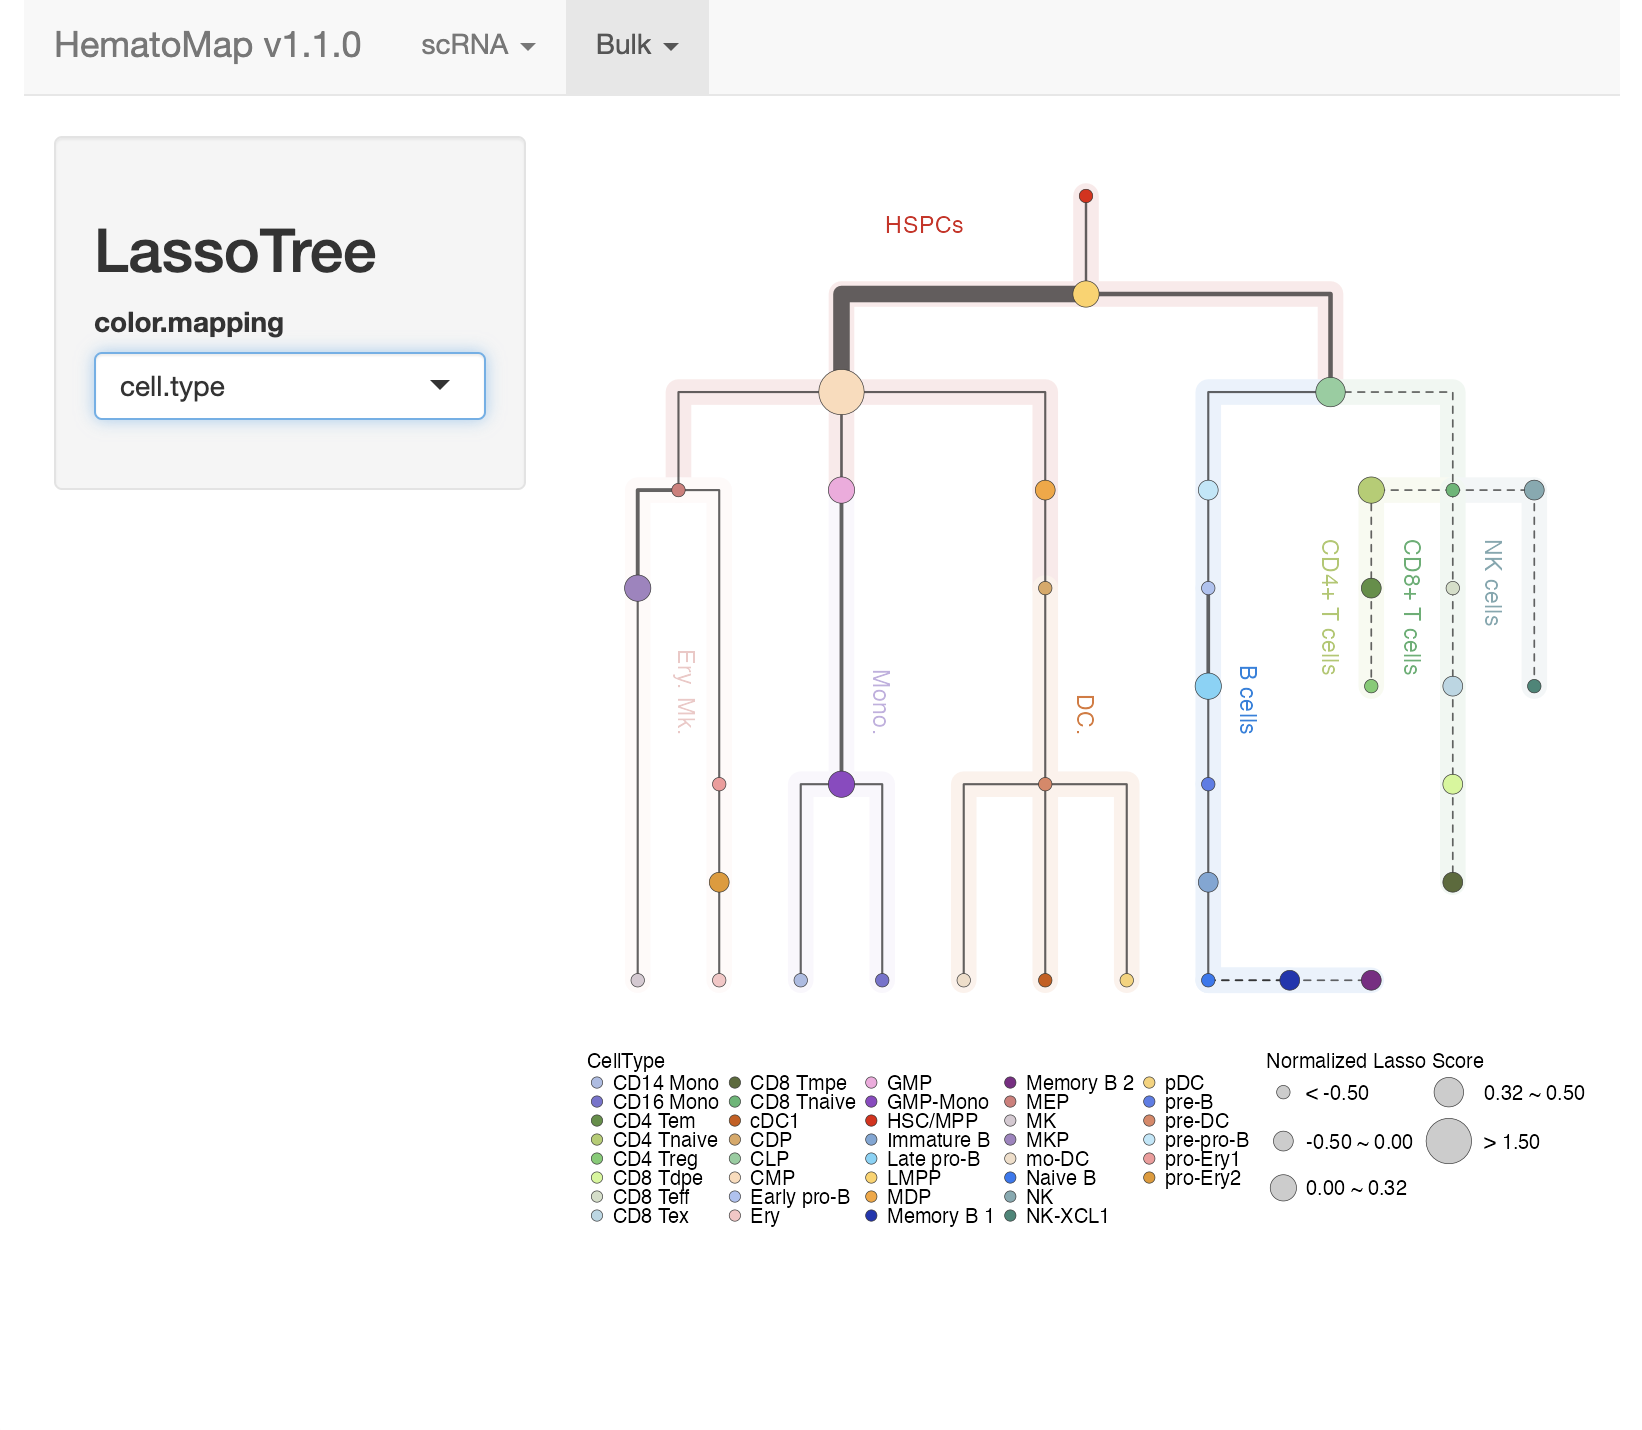 HematoMap v1.1.0 scRNA Bulk
LassoTree
color.mapping
cell.type
HSPCs
Ery. Mk.
Mono.
DC.
B cells
CD4+ T cells
CD8+ T cells
NK cells
CellType
CD14 Mono
CD16 Mono
CD4 Tem
CD4 Tnaive
CD4 Treg
CD8 Tdpe
CD8 Teff
CD8 Tex
CD8 Tmpe
CD8 Tnaive
cDC1
CDP
CLP
CMP
Early pro-B
Ery
GMP
GMP-Mono
HSC/MPP
Immature B
Late pro-B
LMPP
MDP
Memory B 1
Memory B 2
MEP
MK
MKP
mo-DC
Naive B
NK
NK-XCL1
pDC
pre-B
pre-DC
pre-pro-B
pro-Ery1
pro-Ery2
Normalized Lasso Score
< -0.50
-0.50 ~ 0.00
0.00 ~ 0.32
0.32 ~ 0.50
> 1.50